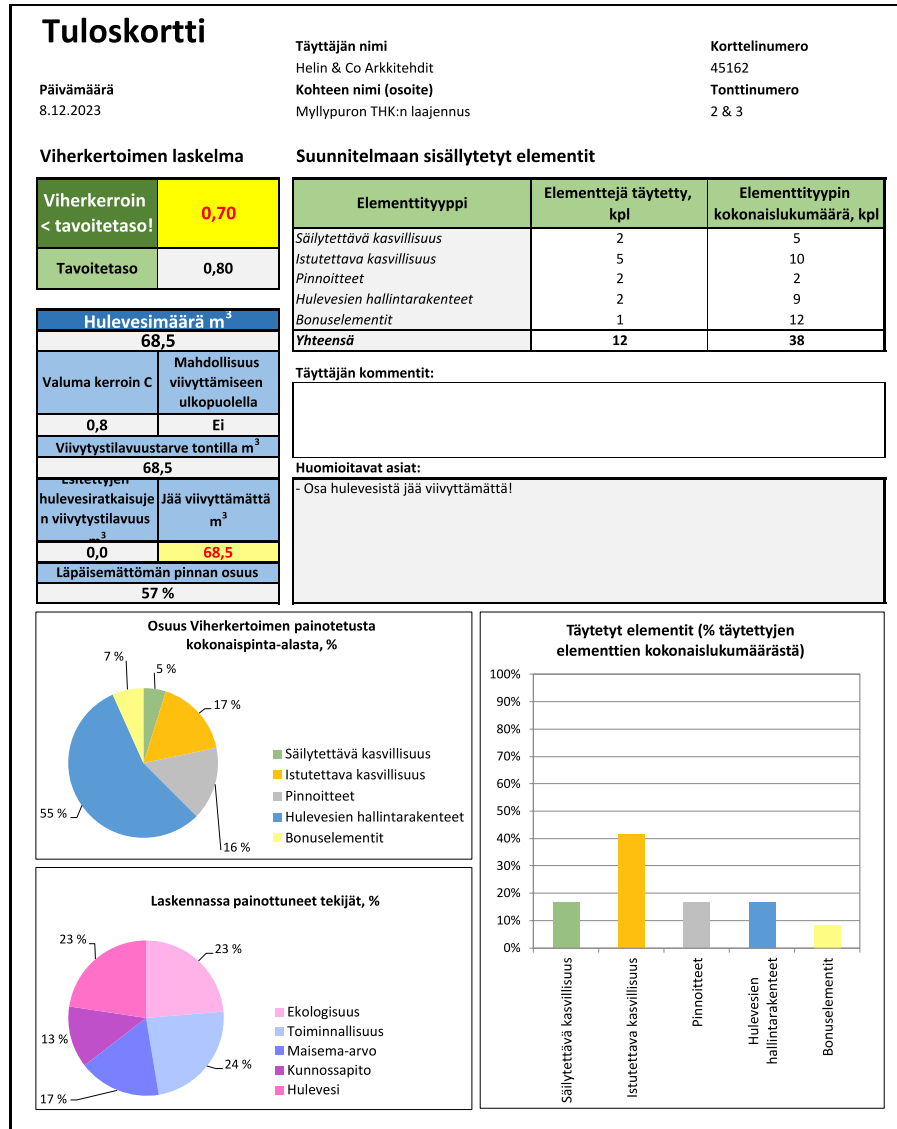 Tuloskortti
Täyttäjän nimi
Korttelinumero
Helin & Co Arkkitehdit
45162
Päivämäärä
Kohteen nimi (osoite)
Tonttinumero
8.12.2023
Myllypuron THK:n laajennus
2 & 3
Viherkertoimen laskelma
Viherkerroin
< tavoitetaso!
0,70
Tavoitetaso
0,80
Hulevesimäärä m³
68,5
Valuma kerroin C
Mahdollisuus
viivyttämiseen
ulkopuolella
0,8
Ei
Viivytystilavuustarve tontilla m³
68,5
Esitettyjen
hulevesiratkaisuje
n viivytystilavuus
m³
Jää viivyttämättä
m³
0,0
68,5
Läpäisemättömän pinnan osuus
57 %
Suunnitelmaan sisällytetyt elementit
Elementtityyppi
Elementtejä täytetty,
kpl
Elementtityypin
kokonaislukumäärä, kpl
Säilytettävä kasvillisuus 2 5
Istutettava kasvillisuus 5 10
Pinnoitteet 2 2
Hulevesien hallintarakenteet 2 9
Bonuselementit 1 12
Yhteensä 12 38
Täyttäjän kommentit:
Huomioitavat asiat:
- Osa hulevesistä jää viivyttämättä!
Osuus Viherkertoimen painotetusta
kokonaispinta-alasta, %
7 %
5 %
17 %
55 %
16 %
Säilytettävä kasvillisuus
Istutettava kasvillisuus
Pinnoitteet
Hulevesien hallintarakenteet
Bonuselementit
Laskennassa painottuneet tekijät, %
23 %
23 %
13 %
24 %
17 %
Ekologisuus
Toiminnallisuus
Maisema-arvo
Kunnossapito
Hulevesi
Täytetyt elementit (% täytettyjen
elementtien kokonaislukumäärästä)
100%
90%
80%
70%
60%
50%
40%
30%
20%
10%
0%
Säilytettävä kasvillisuus
Istutettava kasvillisuus
Pinnoitteet
Hulevesien
hallintarakenteet
Bonuselementit